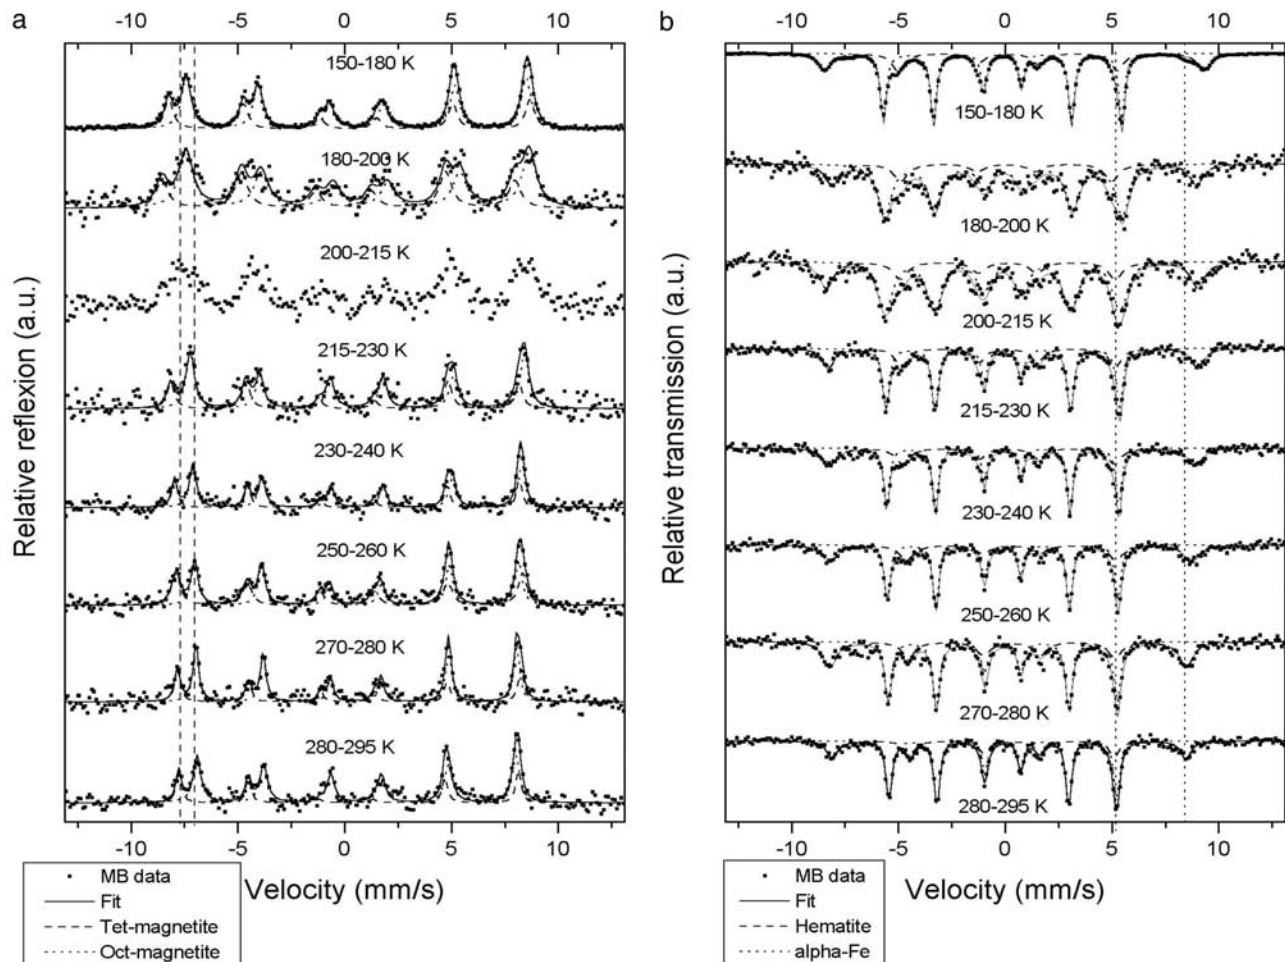 a
-10 -5 0 5 10
150-180 K
180-200 K
200-215 K
215-230 K
230-240 K
250-260 K
270-280 K
280-295 K
Relative reflexion (a.u.)
-10 -5 0 5 10
Velocity (mm/s)
MB data
Fit
Tet-magnetite
Oct-magnetite
b
-10 -5 0 5 10
150-180 K
180-200 K
200-215 K
215-230 K
230-240 K
250-260 K
270-280 K
280-295 K
Relative transmission (a.u.)
-10 -5 0 5 10
Velocity (mm/s)
MB data
Fit
Hematite
alpha-Fe